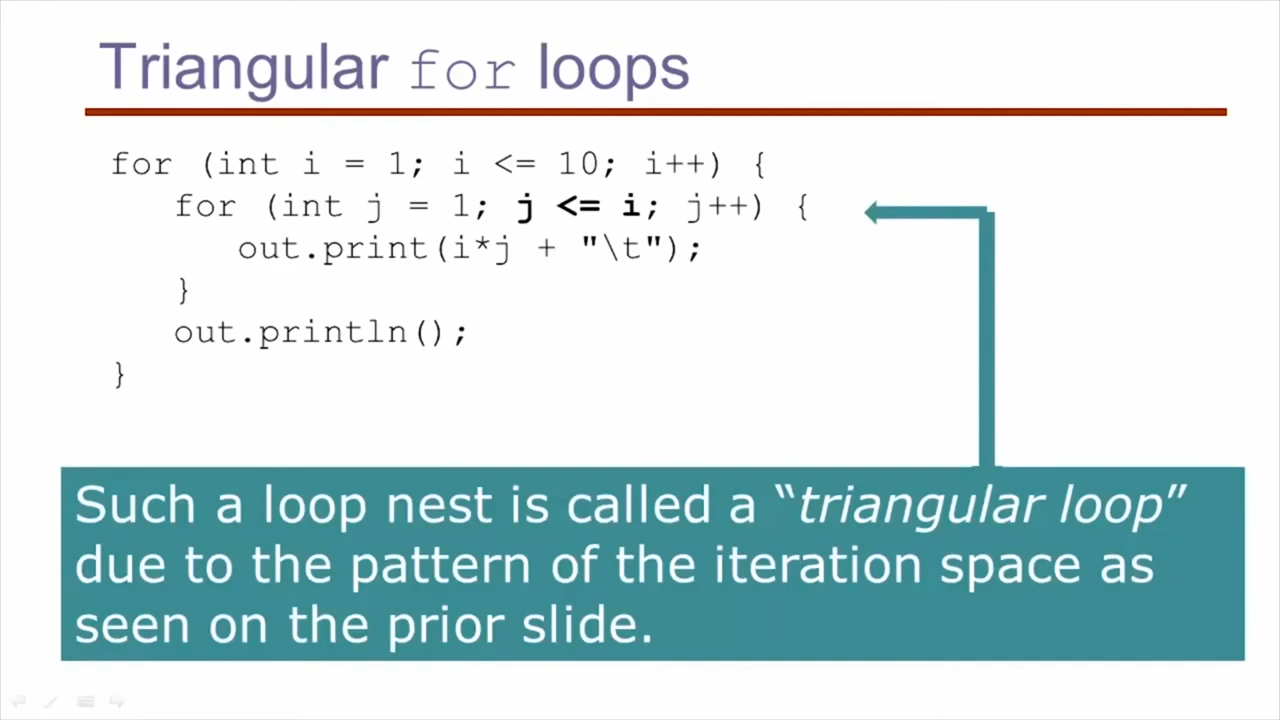 Triangular for loops
for (int i = 1; i <= 10; i++) {
for (int j = 1; j <= i; j++) {
out.print(i*j + "\t");
}
out.println();
}
Such a loop nest is called a “triangular loop”
due to the pattern of the iteration space as
seen on the prior slide.